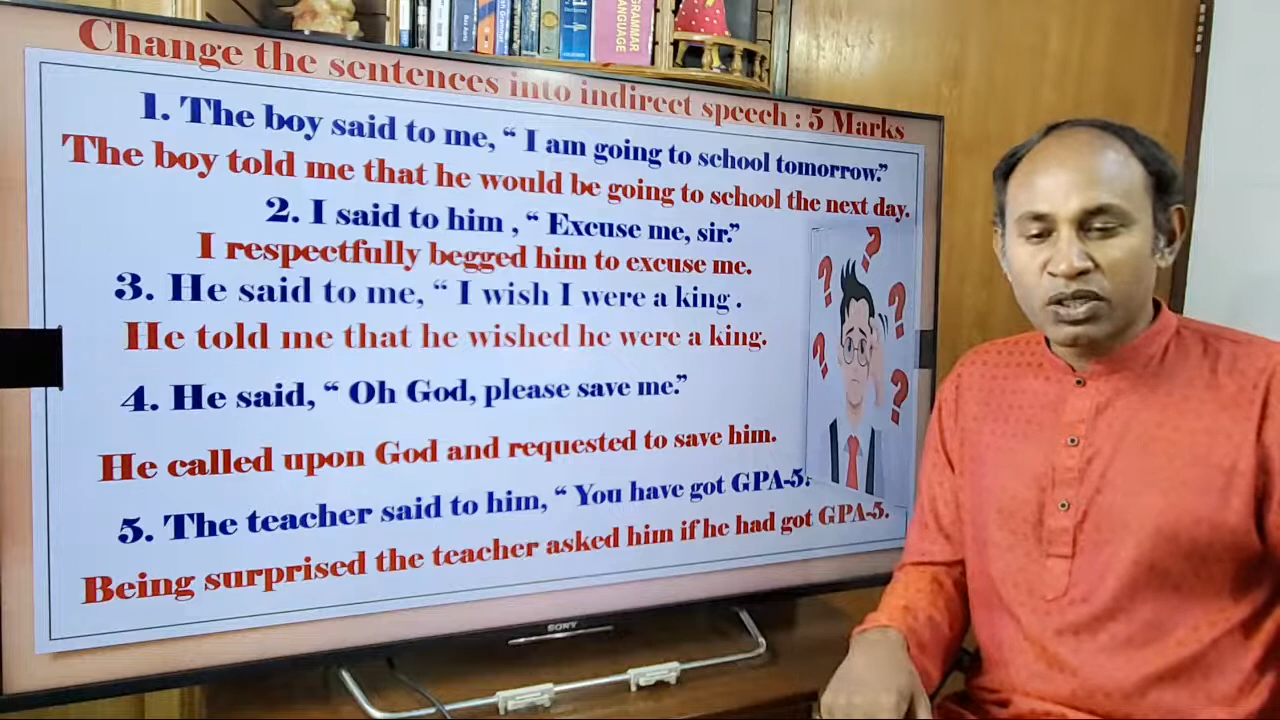 GRAMMAR
LANGUAGE
Change the sentences into indirect speech : 5 Marks
1. The boy said to me, “ I am going to school tomorrow.”
The boy told me that he would be going to school the next day.
2. I said to him , “ Excuse me, sir.”
I respectfully begged him to excuse me.
3. He said to me, “ I wish I were a king .
He told me that he wished he were a king.
4. He said, “ Oh God, please save me.”
He called upon God and requested to save him.
5. The teacher said to him, “ You have got GPA-5.
Being surprised the teacher asked him if he had got GPA-5.
? ? ? ? ?
SONY